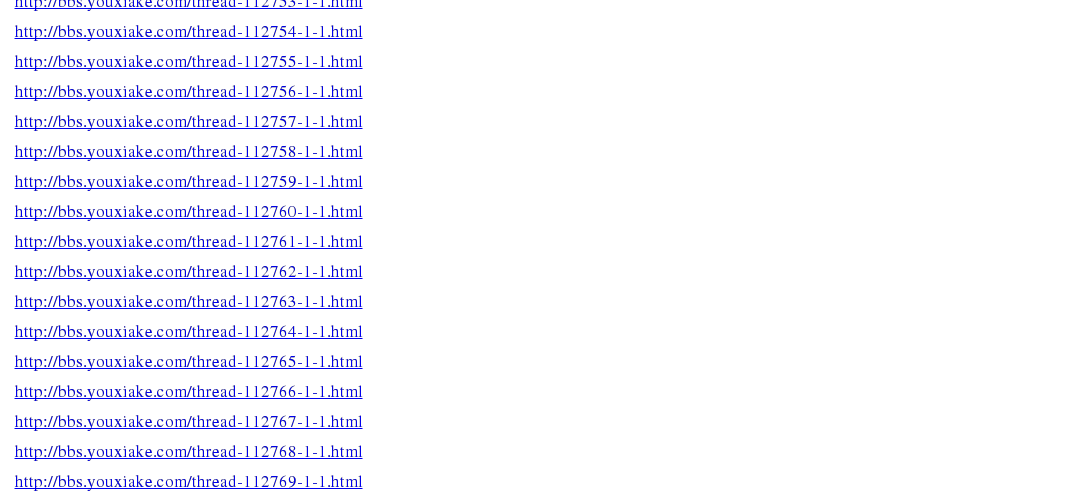 http://bbs.youxiake.com/thread-112753-1-1.html
http://bbs.youxiake.com/thread-112754-1-1.html
http://bbs.youxiake.com/thread-112755-1-1.html
http://bbs.youxiake.com/thread-112756-1-1.html
http://bbs.youxiake.com/thread-112757-1-1.html
http://bbs.youxiake.com/thread-112758-1-1.html
http://bbs.youxiake.com/thread-112759-1-1.html
http://bbs.youxiake.com/thread-112760-1-1.html
http://bbs.youxiake.com/thread-112761-1-1.html
http://bbs.youxiake.com/thread-112762-1-1.html
http://bbs.youxiake.com/thread-112763-1-1.html
http://bbs.youxiake.com/thread-112764-1-1.html
http://bbs.youxiake.com/thread-112765-1-1.html
http://bbs.youxiake.com/thread-112766-1-1.html
http://bbs.youxiake.com/thread-112767-1-1.html
http://bbs.youxiake.com/thread-112768-1-1.html
http://bbs.youxiake.com/thread-112769-1-1.html